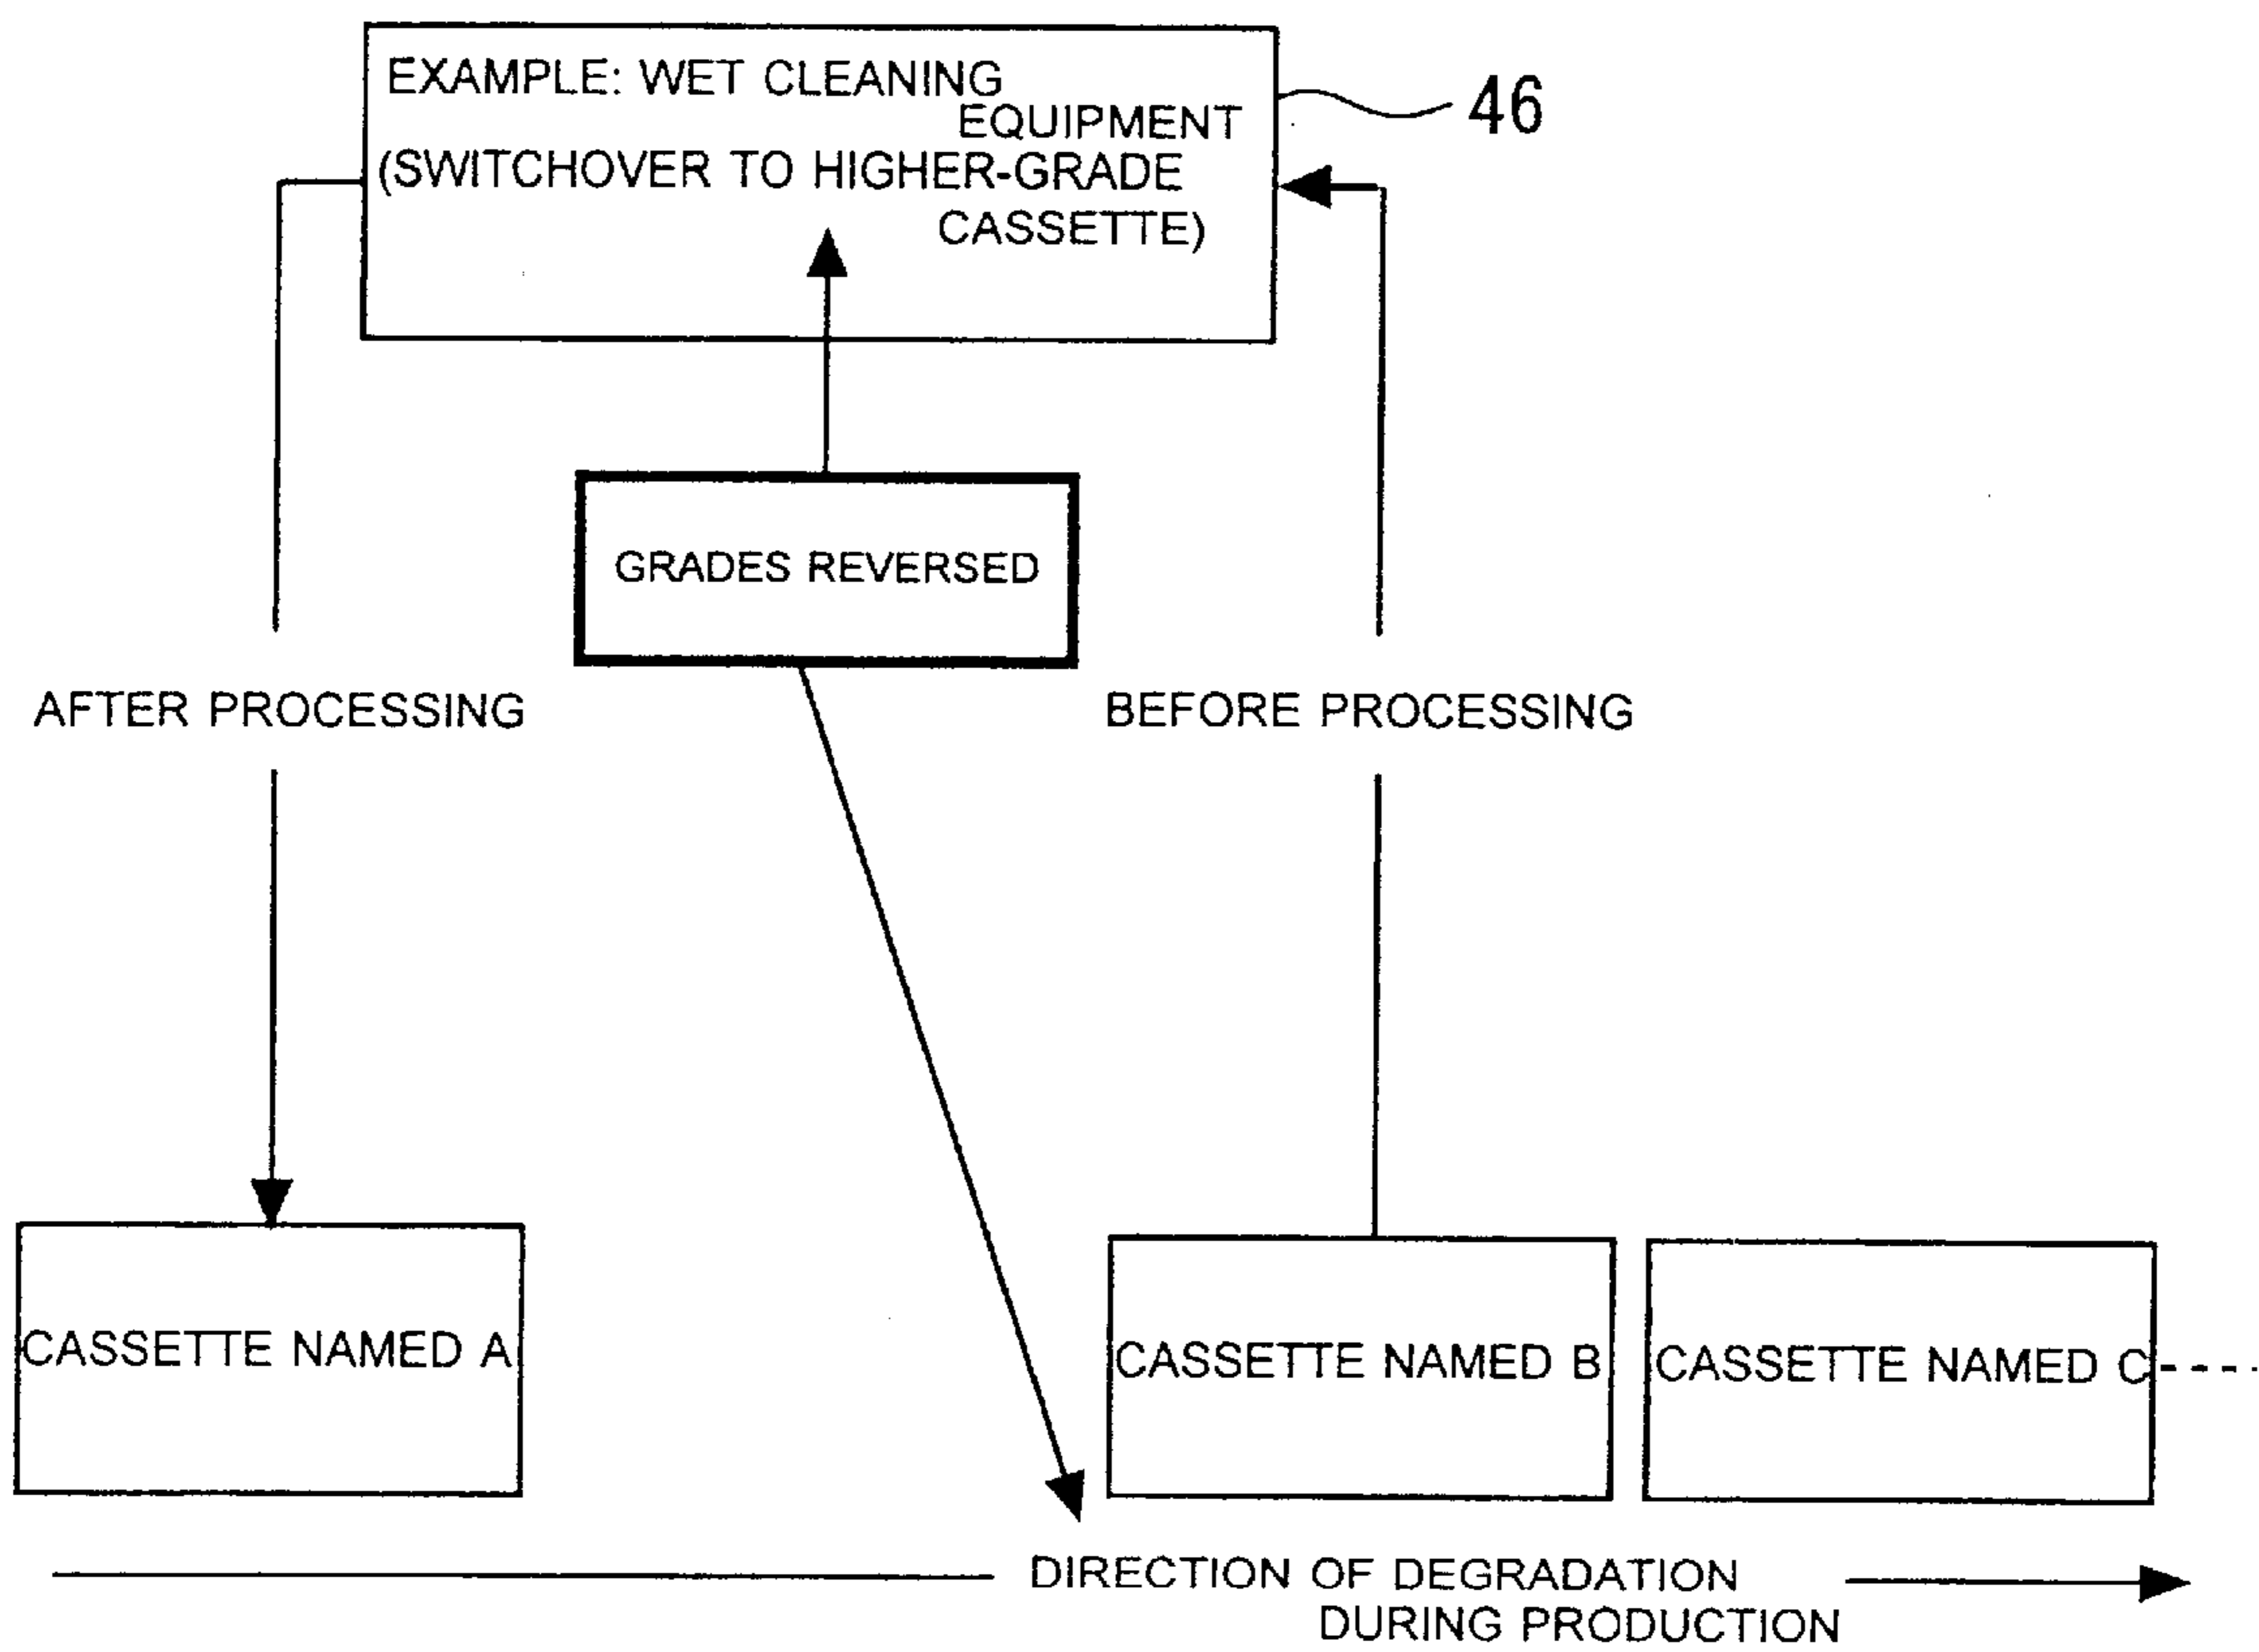 EXAMPLE: WET CLEANING
EQUIPMENT
(SWITCHOVER TO HIGHER-GRADE
CASSETTE)
46
GRADES REVERSED
AFTER PROCESSING
BEFORE PROCESSING
CASSETTE NAMED A
CASSETTE NAMED B
CASSETTE NAMED C
DIRECTION OF DEGRADATION
DURING PRODUCTION